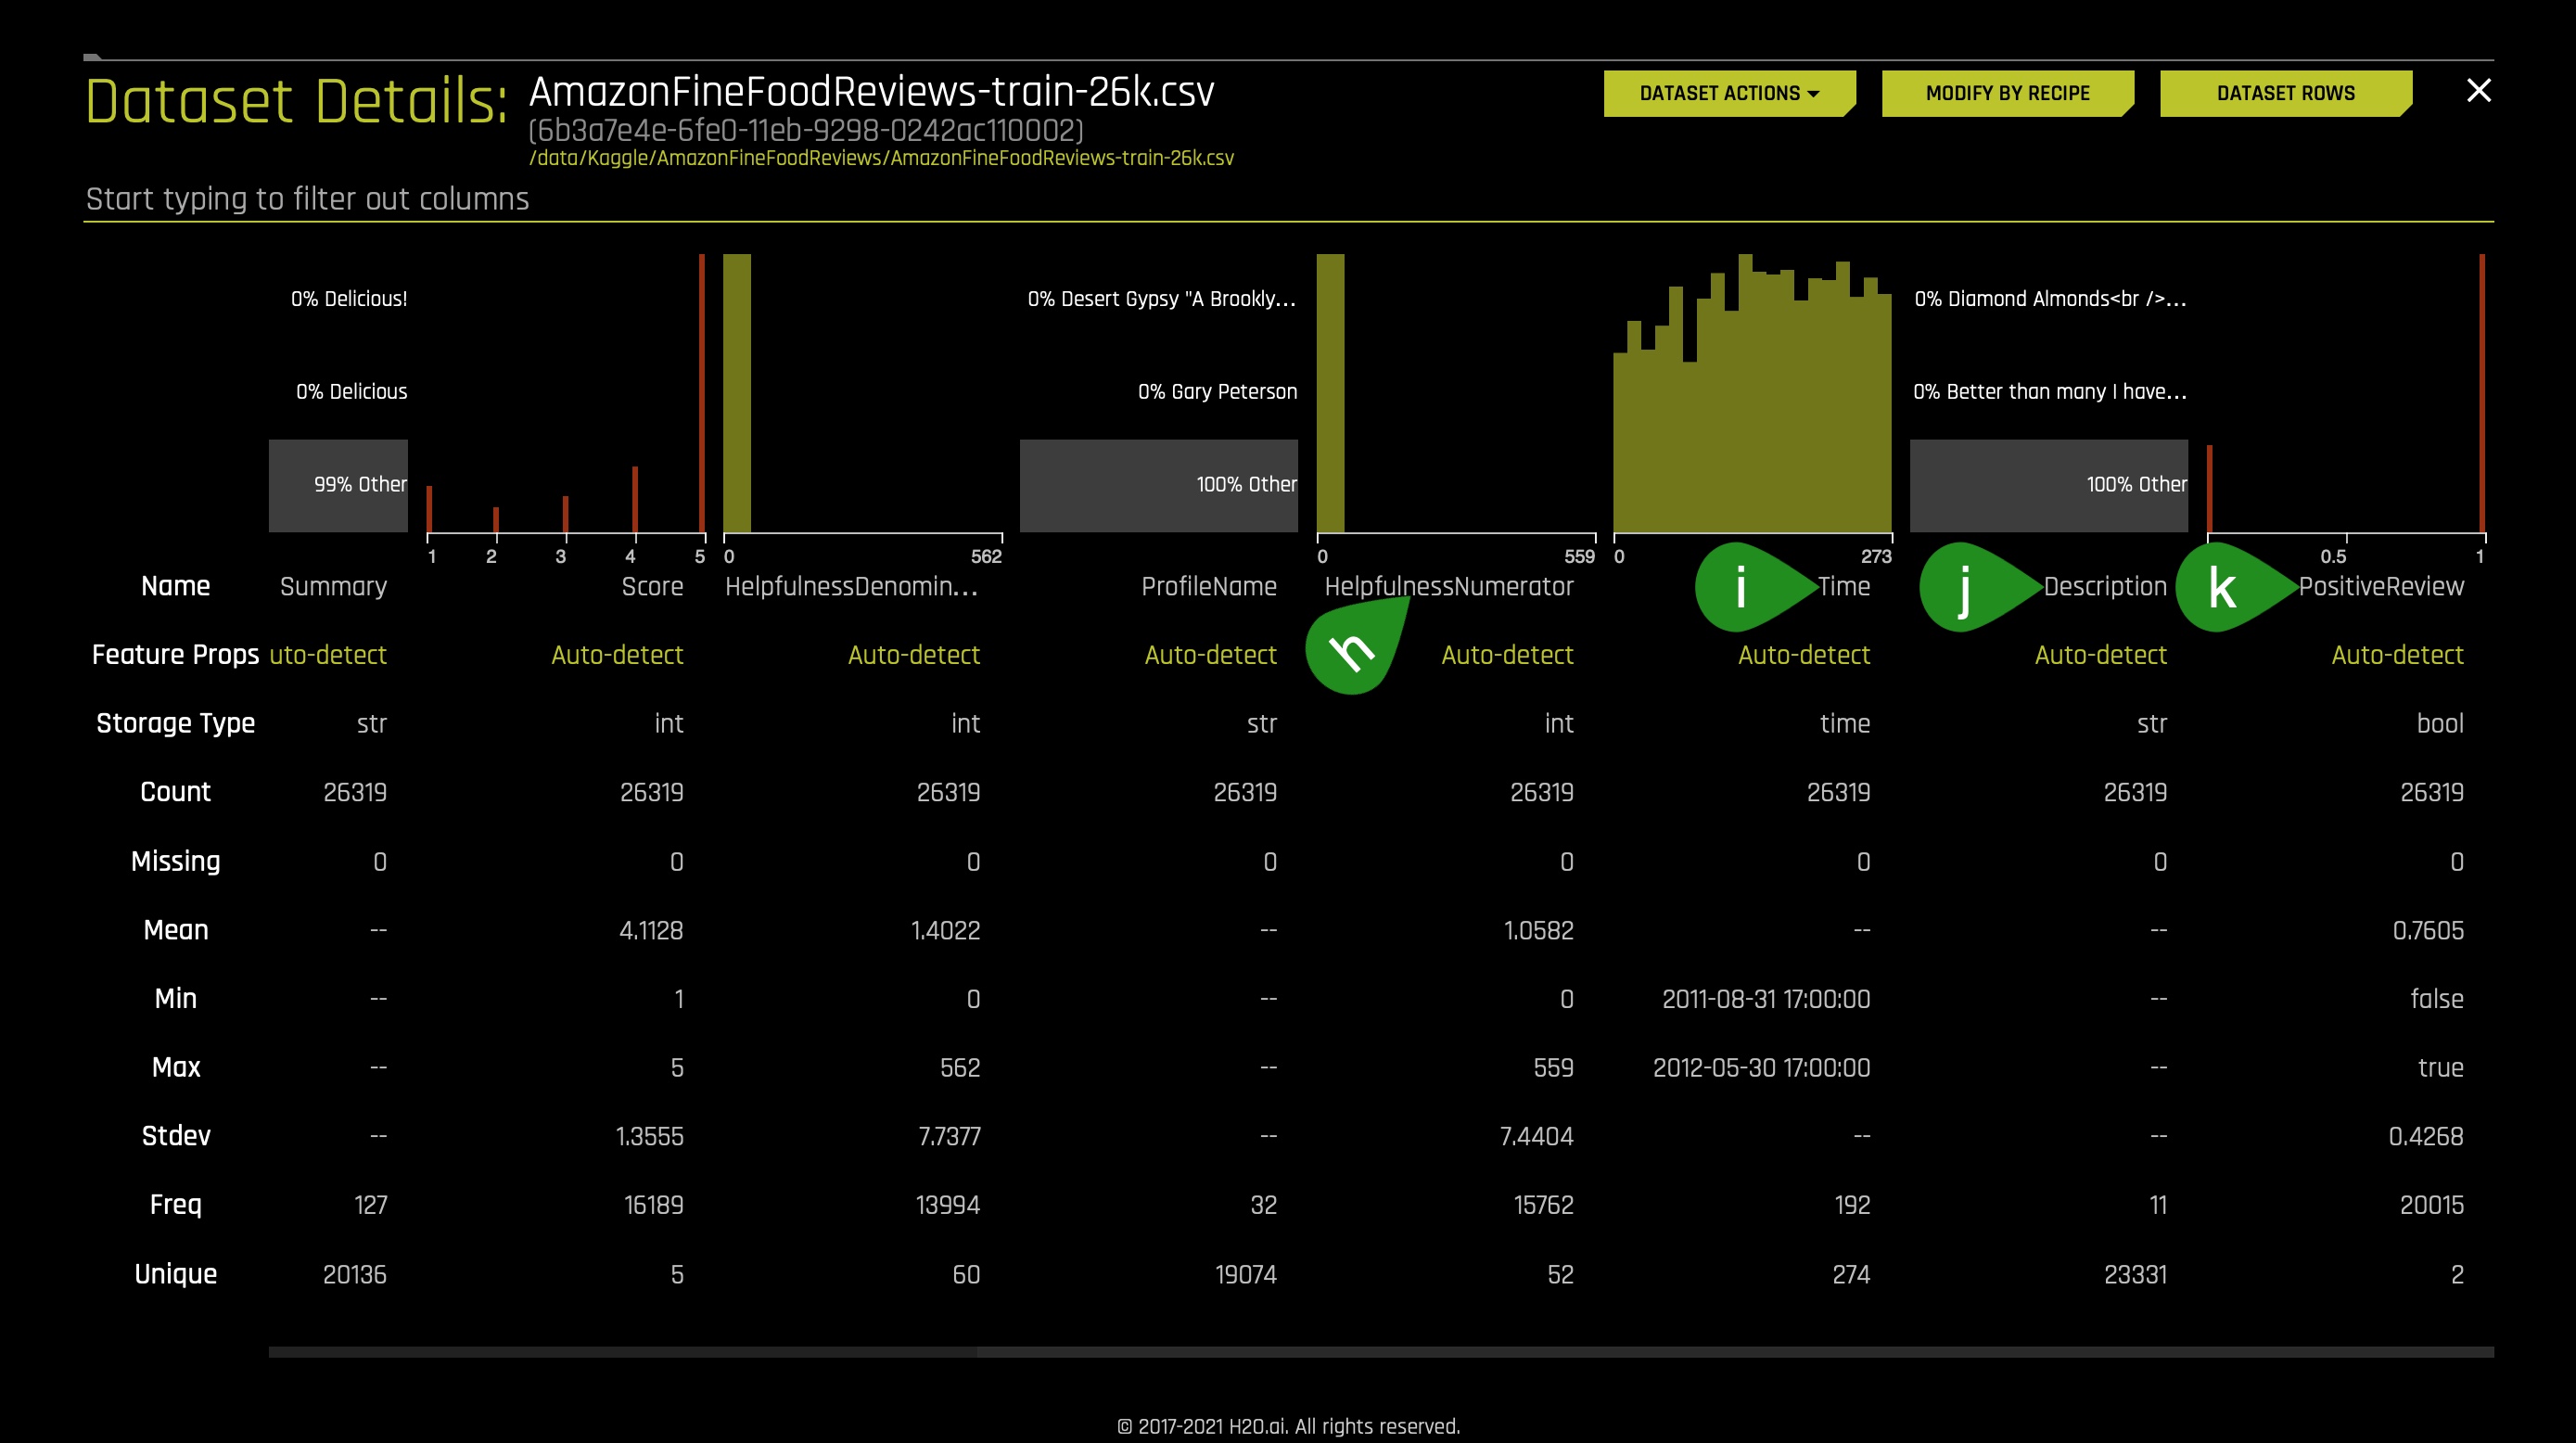 Dataset Details: AmazonFineFoodReviews-train-26k.csv
(6b3a7e4e-6fe0-11eb-9298-0242ac110002)
/data/Kaggle/AmazonFineFoodReviews/AmazonFineFoodReviews-train-26k.csv
DATASET ACTIONS MODIFY BY RECIPE DATASET ROWS
Start typing to filter out columns
0% Delicious! 0% Desert Gypsy "A Brookly... 0% Diamond Almonds<br />...
0% Delicious 0% Gary Peterson 0% Better than many I have...
99% Other 100% Other 100% Other
1 2 3 4 5 0 562 0 559 0 273 0.5 1
Name Summary Score HelpfulnessDenomin... ProfileName HelpfulnessNumerator i Time j Description k PositiveReview
h
Feature Props uto-detect Auto-detect Auto-detect Auto-detect Auto-detect Auto-detect Auto-detect Auto-detect
Storage Type str int int str int time str bool
Count 26319 26319 26319 26319 26319 26319 26319 26319
Missing 0 0 0 0 0 0 0 0
Mean -- 4.1128 1.4022 -- 1.0582 -- -- 0.7605
Min -- 1 0 -- 0 2011-08-31 17:00:00 -- false
Max -- 5 562 -- 559 2012-05-30 17:00:00 -- true
Stdev -- 1.3555 7.7377 -- 7.4404 -- -- 0.4268
Freq 127 16189 13994 32 15762 192 11 20015
Unique 20136 5 60 19074 52 274 23331 2
© 2017-2021 H2O.ai. All rights reserved.